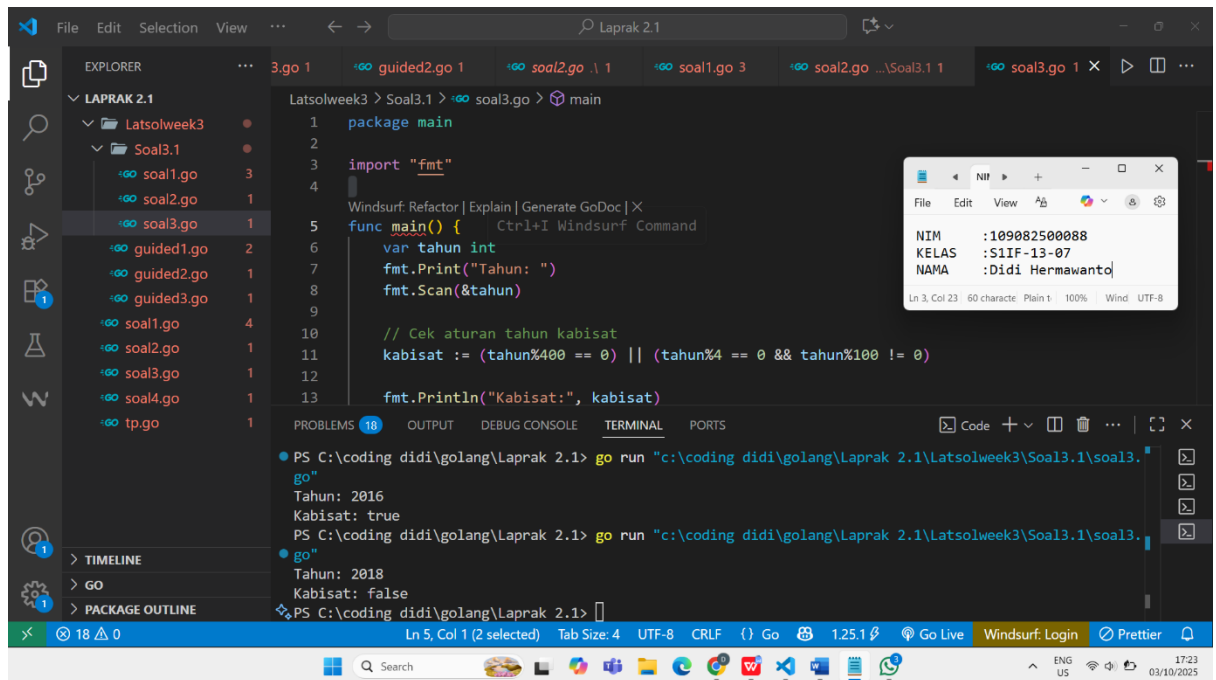 File Edit Selection View ...
Laprak 2.1
EXPLORER
3.go 1 guided2.go 1 soal2.go .\ 1 soal1.go 3 soal2.go ...\Soal3.1 1 soal3.go 1
LAPRAK 2.1
Latsolweek3
Soal3.1
soal1.go 3
soal2.go 1
soal3.go 1
guided1.go 2
guided2.go 1
guided3.go 1
soal1.go 4
soal2.go 1
soal3.go 1
soal4.go 1
tp.go 1
TIMELINE
GO
PACKAGE OUTLINE
Latsolweek3 > Soal3.1 > soal3.go > main
1 package main
2
3 import "fmt"
4
Windsurf: Refactor | Explain | Generate GoDoc | X
5 func main() { Ctrl+I Windsurf Command
6 var tahun int
7 fmt.Print("Tahun: ")
8 fmt.Scan(&tahun)
9
10 // Cek aturan tahun kabisat
11 kabisat := (tahun%400 == 0) || (tahun%4 == 0 && tahun%100 != 0)
12
13 fmt.Println("Kabisat:", kabisat)
File Edit View
NIM :109082500088
KELAS :S1IF-13-07
NAMA :Didi Hermawanto
Ln 3, Col 23 60 characte Plain t 100% Wind UTF-8
PROBLEMS 18 OUTPUT DEBUG CONSOLE TERMINAL PORTS
Code
PS C:\coding didi\golang\Laprak 2.1> go run "c:\coding didi\golang\Laprak 2.1\Latsolweek3\Soal3.1\soal3.
go"
Tahun: 2016
Kabisat: true
PS C:\coding didi\golang\Laprak 2.1> go run "c:\coding didi\golang\Laprak 2.1\Latsolweek3\Soal3.1\soal3.
go"
Tahun: 2018
Kabisat: false
PS C:\coding didi\golang\Laprak 2.1>
18 0 Ln 5, Col 1 (2 selected) Tab Size: 4 UTF-8 CRLF {} Go 1.25.1 Go Live Windsurf: Login Prettier
Search
ENG
US
17:23
03/10/2025